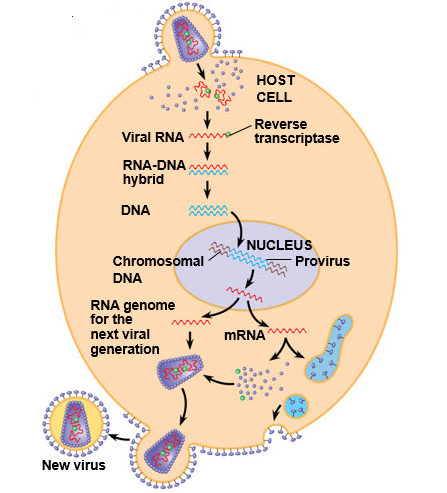 HOST
CELL
Viral RNA
Reverse
transcriptase
RNA-DNA
hybrid
DNA
NUCLEUS
Chromosomal
DNA
Provirus
RNA genome
for the
next viral
generation
mRNA
New virus